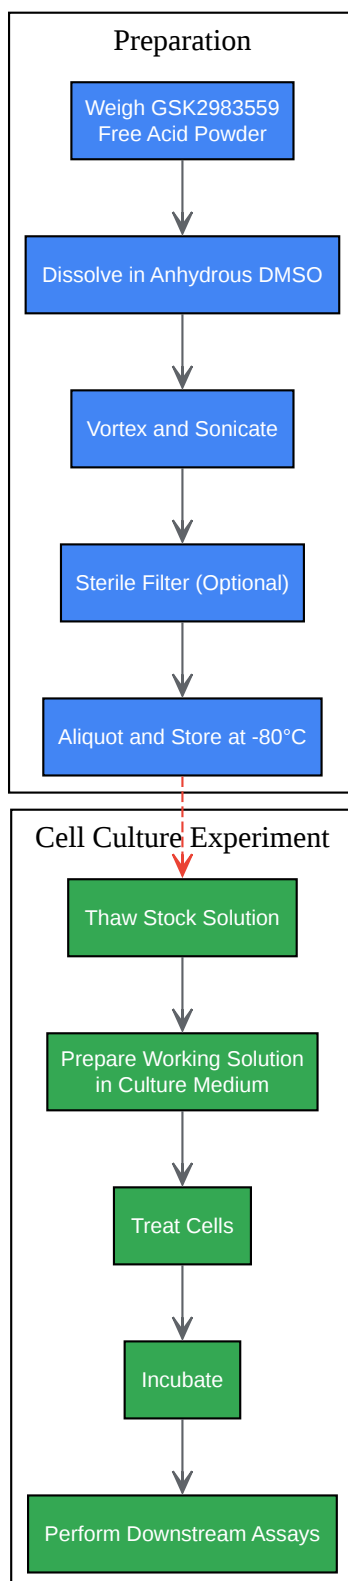 Preparation
Weigh GSK2983559
Free Acid Powder
Dissolve in Anhydrous DMSO
Vortex and Sonicate
Sterile Filter (Optional)
Aliquot and Store at -80°C
Cell Culture Experiment
Thaw Stock Solution
Prepare Working Solution
in Culture Medium
Treat Cells
Incubate
Perform Downstream Assays